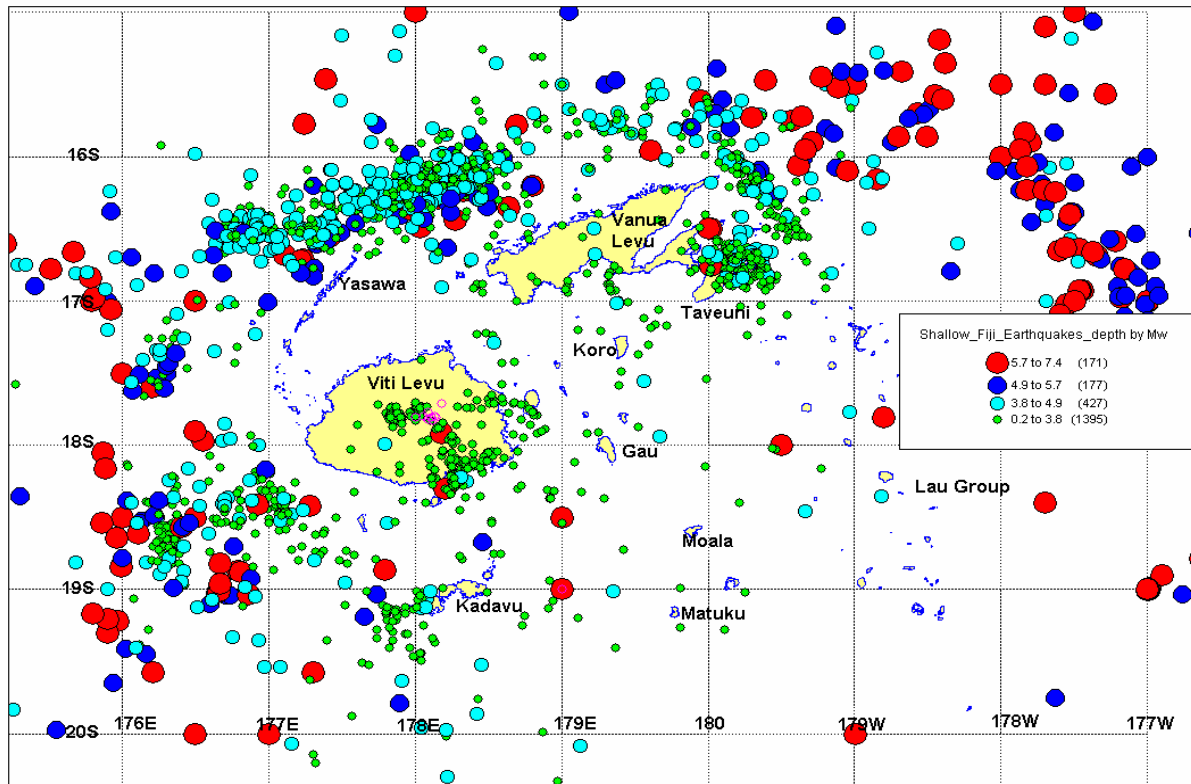 16S
Vanua
Levu
Yasawa
17S
Taveuni
Koro
Shallow_Fiji_Earthquakes_depth by Mw
5.7 to 7.4 (171)
4.9 to 5.7 (177)
3.8 to 4.9 (427)
0.2 to 3.8 (1395)
Viti Levu
18S
Gau
Lau Group
Moala
19S
Kadavu
Matuku
20S
176E
177E
178E
179E
180
179W
178W
177W